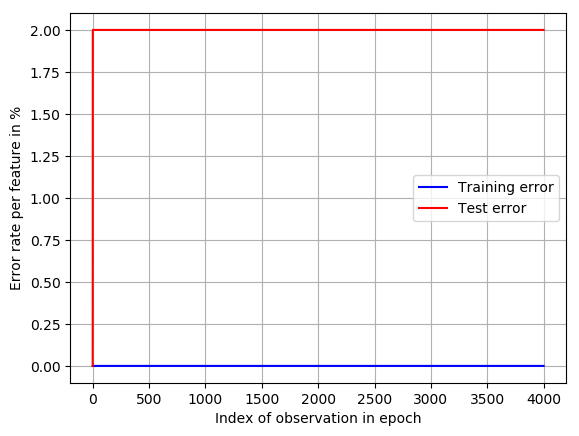 Error rate per feature in %
2.00
1.75
1.50
1.25
1.00
0.75
0.50
0.25
0.00
Training error
Test error
0 500 1000 1500 2000 2500 3000 3500 4000
Index of observation in epoch